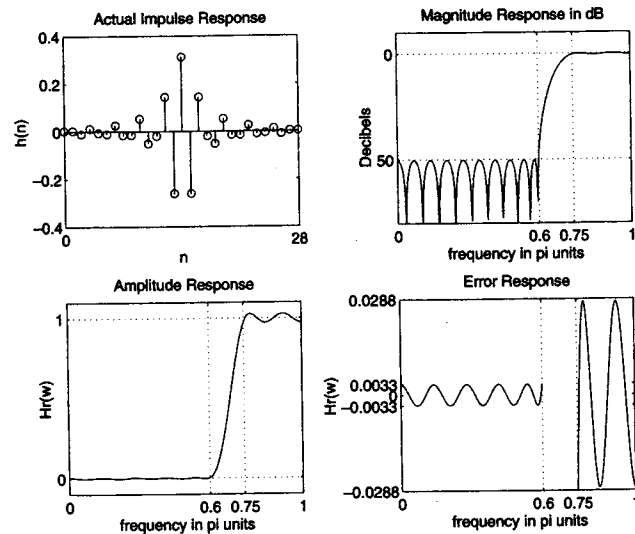 Actual Impulse Response
0.4
0.2
0
−0.2
−0.4
h(n)
0
28
n
Magnitude Response in dB
0
50
Decibels
0
0.6
0.75
1
frequency in pi units
Amplitude Response
1
0
Hr(w)
0
0.6
0.75
1
frequency in pi units
Error Response
0.0288
0.0033
0
−0.0033
−0.0288
Hr(w)
0
0.6
0.75
1
frequency in pi units